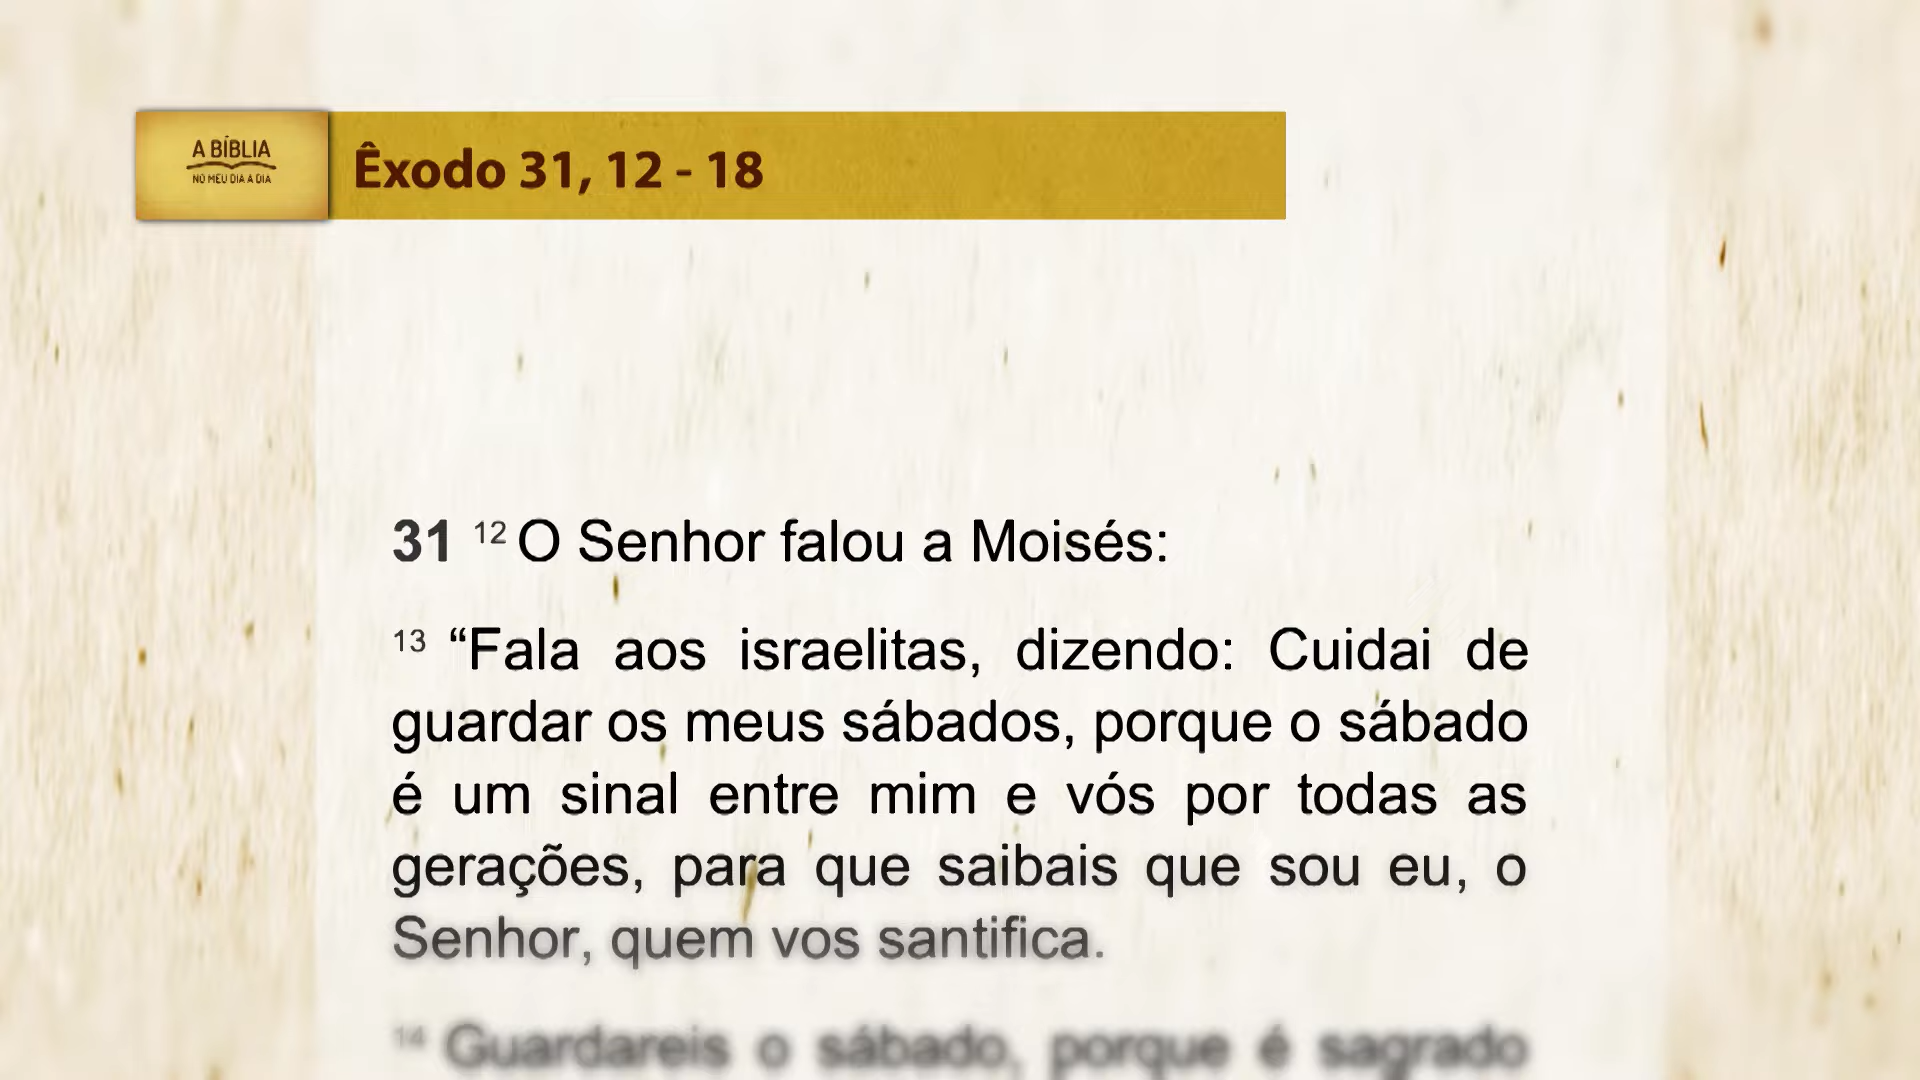 A BÍBLIA
NO MEU DIA A DIA
Êxodo 31, 12 - 18
31 12 O Senhor falou a Moisés:
13 “Fala aos israelitas, dizendo: Cuidai de
guardar os meus sábados, porque o sábado
é um sinal entre mim e vós por todas as
gerações, para que saibais que sou eu, o
Senhor, quem vos santifica.
14 Guardareis o sábado, porque é sagrado